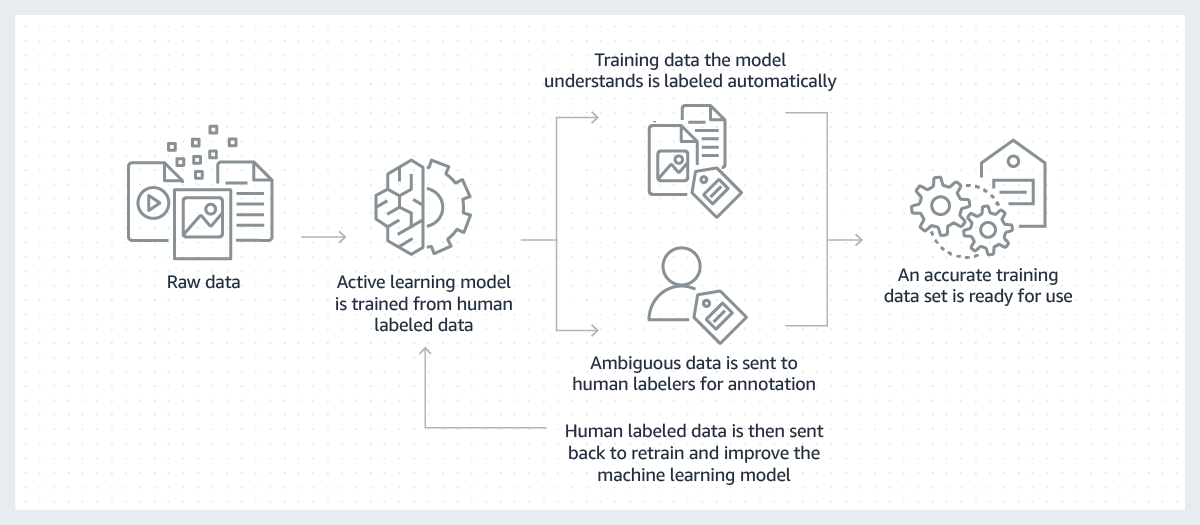 Training data the model
understands is labeled automatically
Raw data
Active learning model
is trained from human
labeled data
An accurate training
data set is ready for use
Ambiguous data is sent to
human labelers for annotation
Human labeled data is then sent
back to retrain and improve the
machine learning model